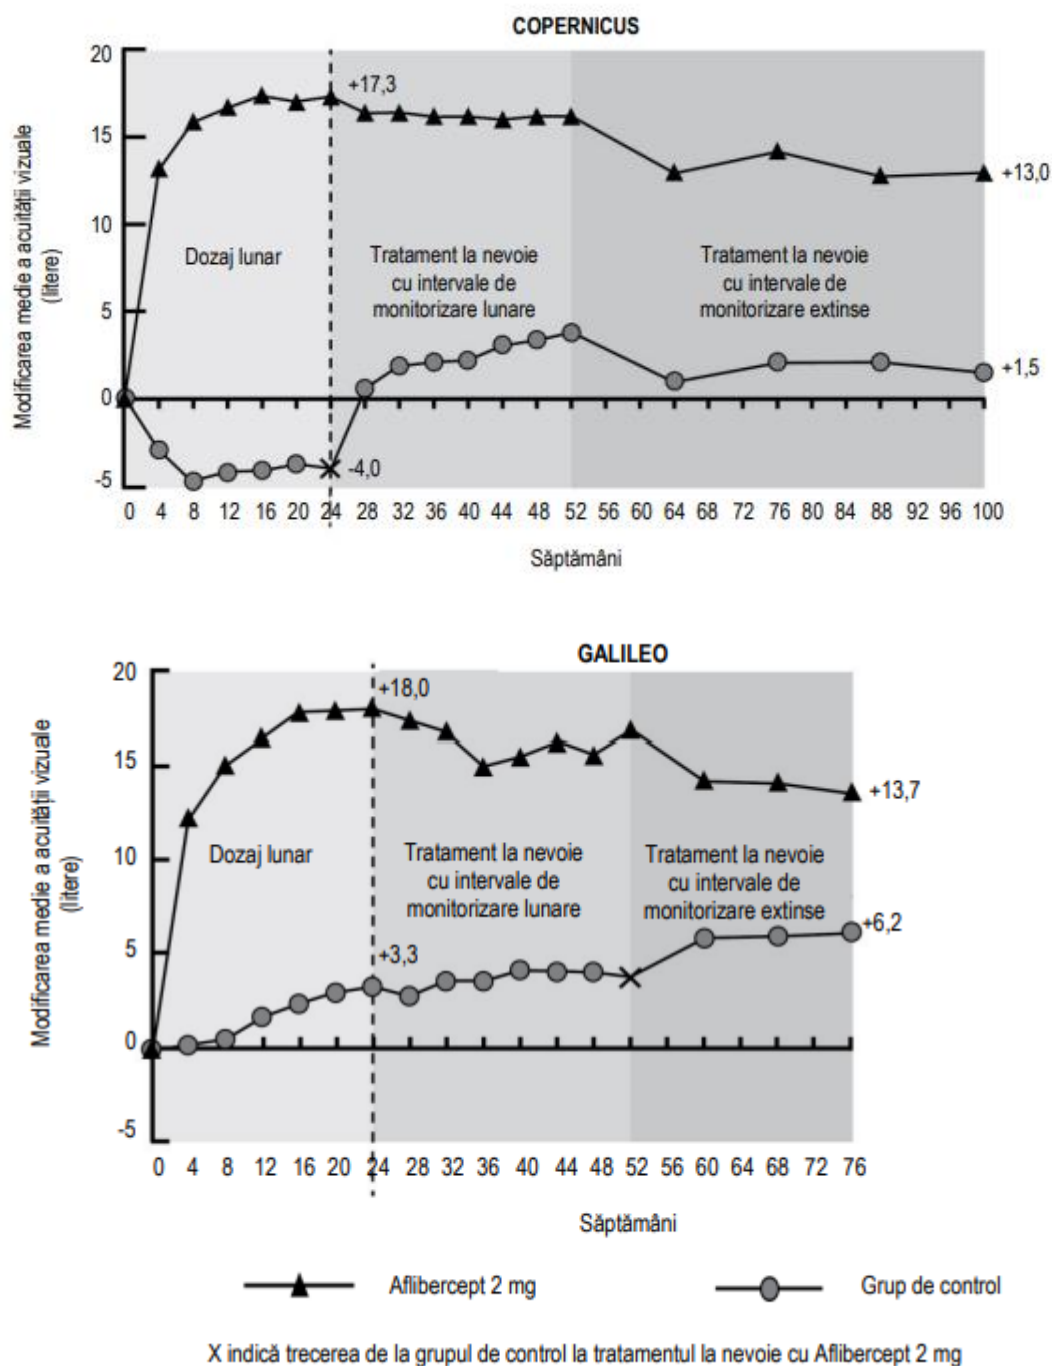 COPERNICUS
Modificarea medie a acuității vizuale
(litere)
20
15
10
5
0
-5
+17,3
-4,0
+13,0
+1,5
Dozaj lunar
Tratament la nevoie
cu intervale de
monitorizare lunare
Tratament la nevoie
cu intervale de
monitorizare extinse
0 4 8 12 16 20 24 28 32 36 40 44 48 52 56 60 64 68 72 76 80 84 88 92 96 100
Săptămâni
GALILEO
Modificarea medie a acuității vizuale
(litere)
20
15
10
5
0
-5
+18,0
+3,3
+13,7
+6,2
Dozaj lunar
Tratament la nevoie
cu intervale de
monitorizare lunare
Tratament la nevoie
cu intervale de
monitorizare extinse
0 4 8 12 16 20 24 28 32 36 40 44 48 52 56 60 64 68 72 76
Săptămâni
Aflibercept 2 mg
Grup de control
X indică trecerea de la grupul de control la tratamentul la nevoie cu Aflibercept 2 mg